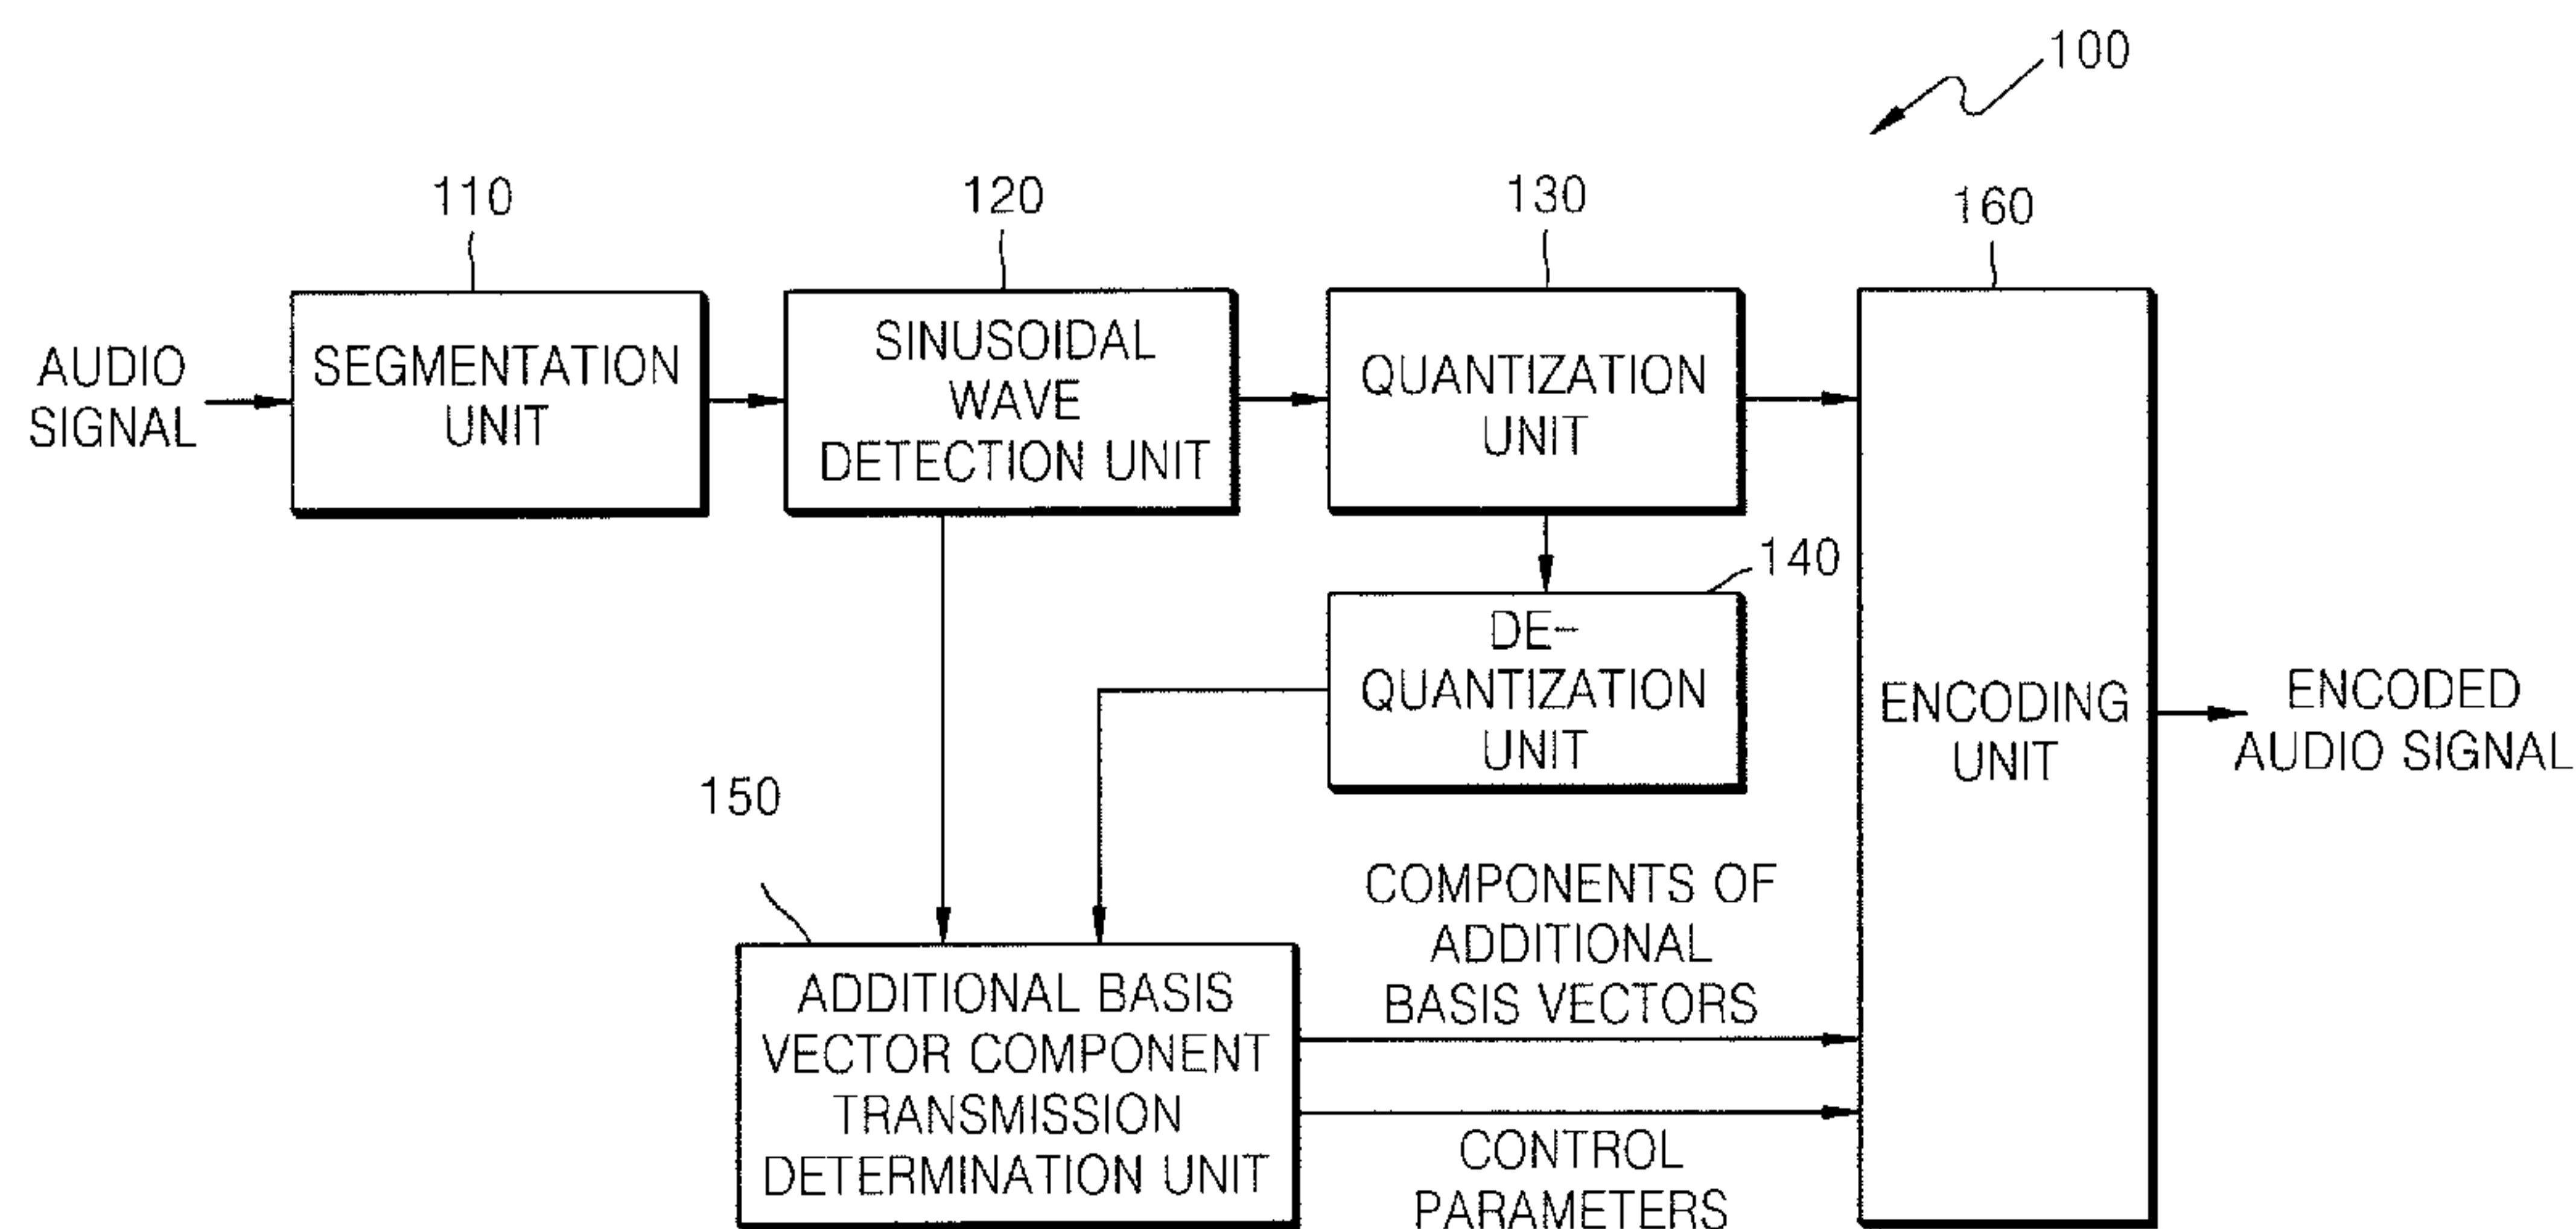 100
110
120
130
160
AUDIO
SIGNAL
SEGMENTATION
UNIT
SINUSOIDAL
WAVE
DETECTION UNIT
QUANTIZATION
UNIT
140
DE-
QUANTIZATION
UNIT
ENCODING
UNIT
ENCODED
AUDIO SIGNAL
150
COMPONENTS OF
ADDITIONAL
BASIS VECTORS
ADDITIONAL BASIS
VECTOR COMPONENT
TRANSMISSION
DETERMINATION UNIT
CONTROL
PARAMETERS